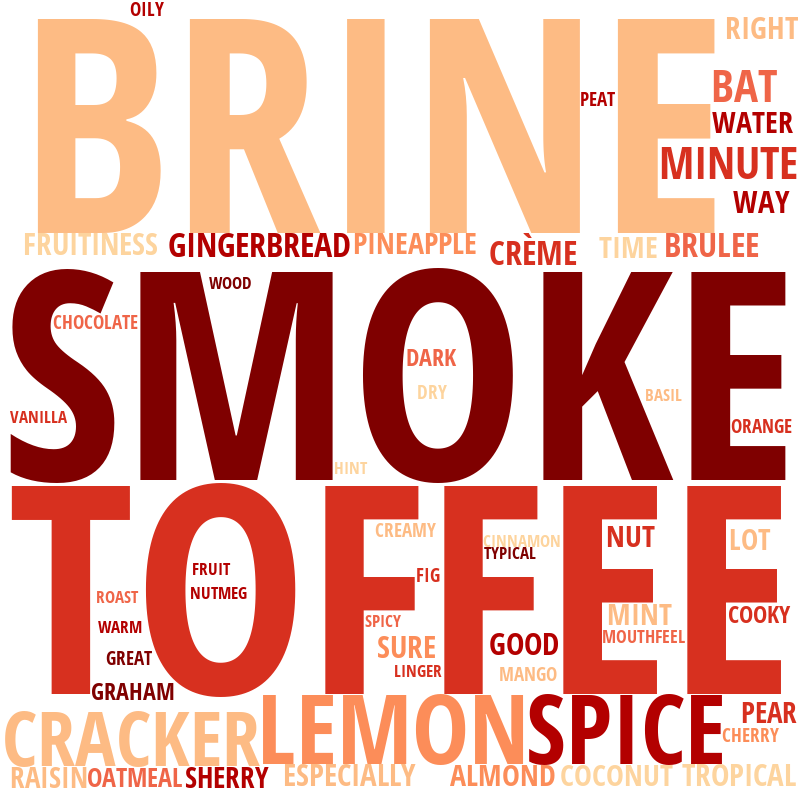 OILY
BRINE
RIGHT
BAT
PEAT
WATER
MINUTE
WAY
FRUITINESS
GINGERBREAD
PINEAPPLE
CRÈME
TIME
BRULEE
SMOKE
WOOD
CHOCOLATE
DARK
DRY
BASIL
VANILLA
ORANGE
HINT
TOFFEE
CREAMY
CINNAMON
TYPICAL
NUT
LOT
FRUIT
FIG
NUTMEG
ROAST
SPICY
MINT
COOKY
WARM
MOUTHFEEL
SURE
GOOD
GREAT
LINGER
MANGO
GRAHAM
CRACKER
LEMON
SPICE
PEAR
CHERRY
RAISIN
OATMEAL
SHERRY
ESPECIALLY
ALMOND
COCONUT
TROPICAL